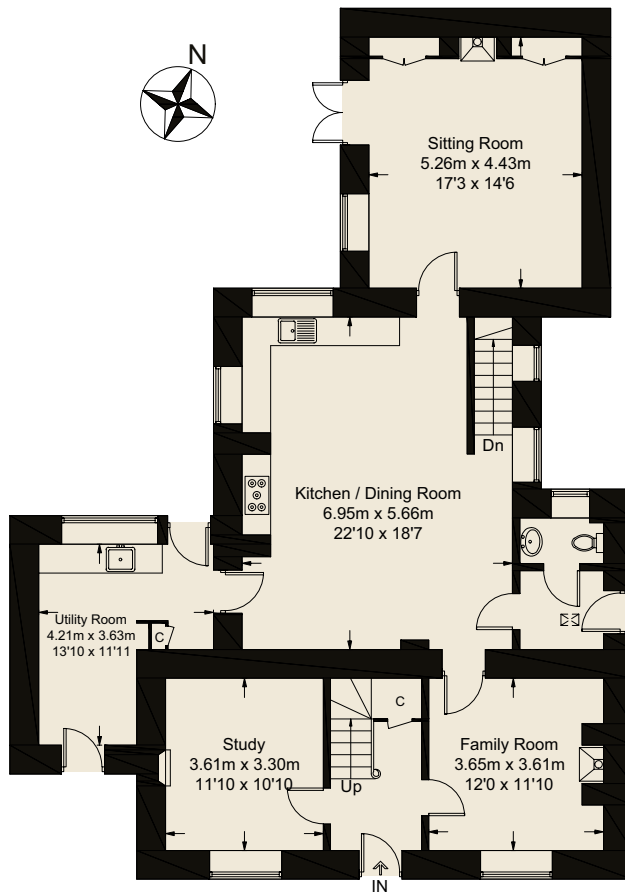 N
Sitting Room
5.26m x 4.43m
17'3 x 14'6
Dn
Kitchen / Dining Room
6.95m x 5.66m
22'10 x 18'7
Utility Room
4.21m x 3.63m
13'10 x 11'11
C
C
Study
3.61m x 3.30m
11'10 x 10'10
Up
Family Room
3.65m x 3.61m
12'0 x 11'10
IN